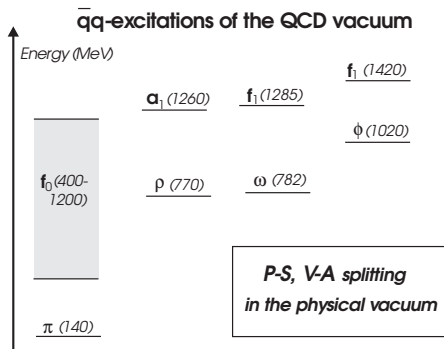 q̅q-excitations of the QCD vacuum
Energy (MeV)
f₁ (1420)
a₁ (1260)
f₁(1285)
ϕ (1020)
f₀(400-
1200)
ρ (770)
ω (782)
P-S, V-A splitting
in the physical vacuum
π (140)